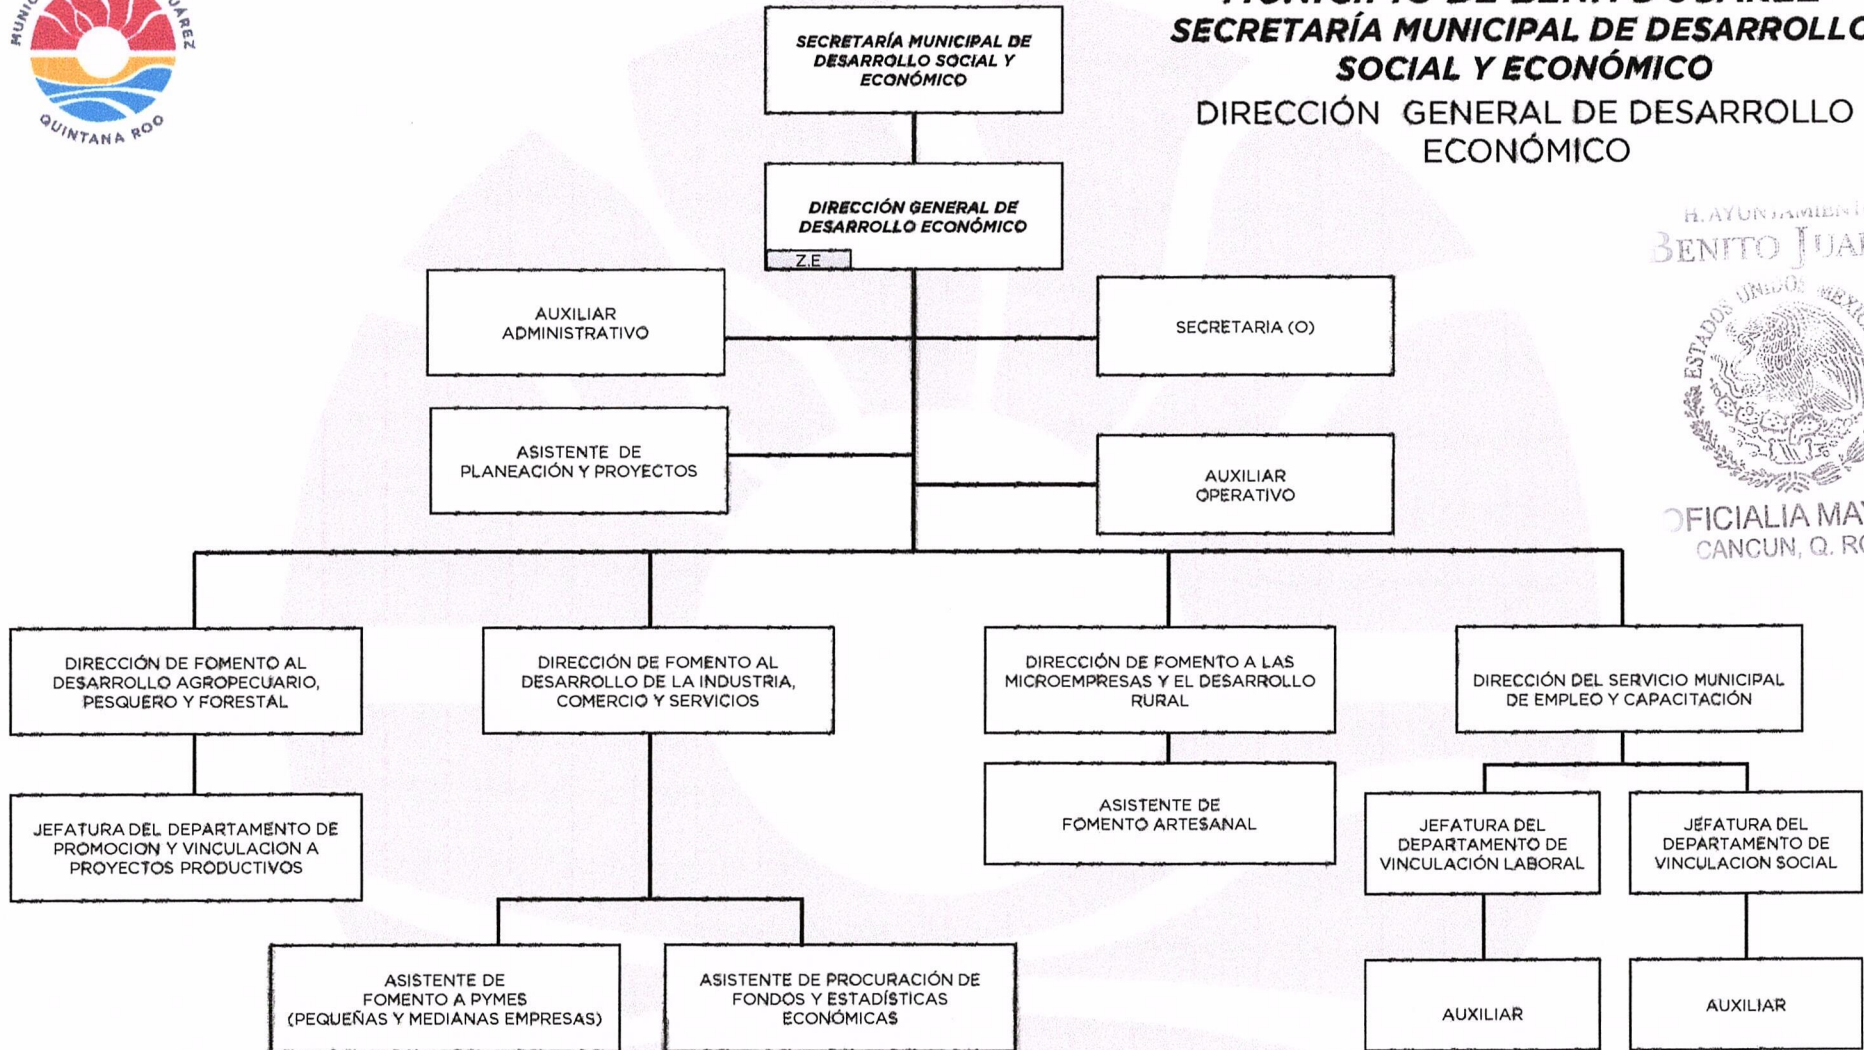 QUINTANA ROO
SECRETARÍA MUNICIPAL DE DESARROLLO
SOCIAL Y ECONÓMICO
DIRECCIÓN GENERAL DE DESARROLLO
ECONÓMICO
SECRETARÍA MUNICIPAL DE
DESARROLLO SOCIAL Y
ECONÓMICO
DIRECCIÓN GENERAL DE
DESARROLLO ECONÓMICO
Z.E
BENITO
ESTADOS UNIDOS
CANCUN, Q.
AUXILIAR
ADMINISTRATIVO
SECRETARIA (O)
ASISTENTE DE
PLANEACIÓN Y PROYECTOS
AUXILIAR
OPERATIVO
DIRECCIÓN DE FOMENTO AL
DESARROLLO AGROPECUARIO,
PESQUERO Y FORESTAL
DIRECCIÓN DE FOMENTO AL
DESARROLLO DE LA INDUSTRIA,
COMERCIO Y SERVICIOS
DIRECCIÓN DE FOMENTO A LAS
MICROEMPRESAS Y EL DESARROLLO
RURAL
DIRECCIÓN DEL SERVICIO MUNICIPAL
DE EMPLEO Y CAPACITACIÓN
JEFATURA DEL DEPARTAMENTO DE
PROMOCION Y VINCULACION A
PROYECTOS PRODUCTIVOS
ASISTENTE DE
FOMENTO ARTESANAL
JEFATURA DEL
DEPARTAMENTO DE
VINCULACIÓN LABORAL
JEFATURA DEL
DEPARTAMENTO DE
VINCULACION SOCIAL
ASISTENTE DE
FOMENTO A PYMES
(PEQUEÑAS Y MEDIANAS EMPRESAS)
ASISTENTE DE PROCURACIÓN DE
FONDOS Y ESTADÍSTICAS
ECONÓMICAS
AUXILIAR
AUXILIAR